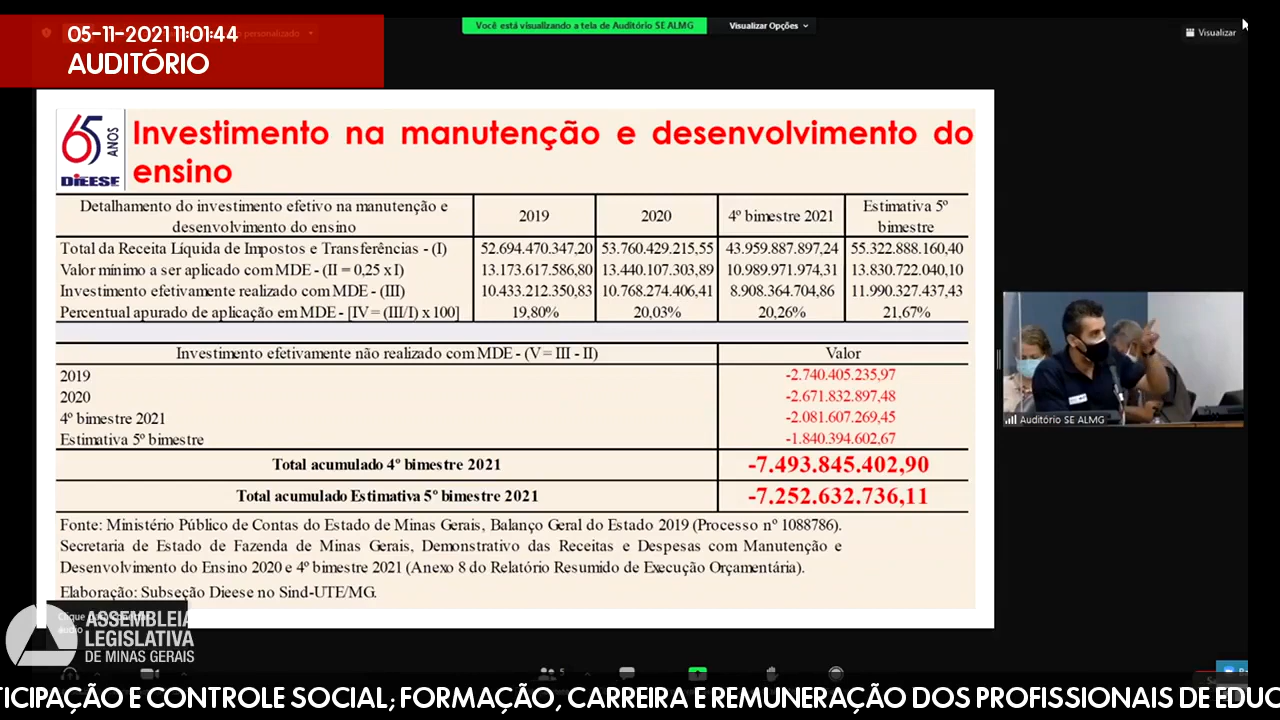 05-11-2021 11:01:44
AUDITÓRIO
personalizado
Você está visualizando a tela de Auditório SE ALMG
Visualizar Opções
Visualizar
65 ANOS
DIEESE
Investimento na manutenção e desenvolvimento do
ensino
Detalhamento do investimento efetivo na manutenção e desenvolvimento do ensino 2019 2020 4º bimestre 2021 Estimativa 5º bimestre
Total da Receita Líquida de Impostos e Transferências - (I) 52.694.470.347,20 53.760.429.215,55 43.959.887.897,24 55.322.888.160,40
Valor mínimo a ser aplicado com MDE - (II = 0,25 x I) 13.173.617.586,80 13.440.107.303,89 10.989.971.974,31 13.830.722.040,10
Investimento efetivamente realizado com MDE - (III) 10.433.212.350,83 10.768.274.406,41 8.908.364.704,86 11.990.327.437,43
Percentual apurado de aplicação em MDE - [IV = (III/I) x 100] 19,80% 20,03% 20,26% 21,67%
Investimento efetivamente não realizado com MDE - (V = III - II) Valor
2019 -2.740.405.235,97
2020 -2.671.832.897,48
4º bimestre 2021 -2.081.607.269,45
Estimativa 5º bimestre -1.840.394.602,67
Total acumulado 4º bimestre 2021 -7.493.845.402,90
Total acumulado Estimativa 5º bimestre 2021 -7.252.632.736,11
Fonte: Ministério Público de Contas do Estado de Minas Gerais, Balanço Geral do Estado 2019 (Processo nº 1088786).
Secretaria de Estado de Fazenda de Minas Gerais, Demonstrativo das Receitas e Despesas com Manutenção e
Desenvolvimento do Ensino 2020 e 4º bimestre 2021 (Anexo 8 do Relatório Resumido de Execução Orçamentária).
Elaboração: Subseção Dieese no Sind-UTE/MG.
Auditório SE ALMG
Clique
ASSEMBLEIA
LEGISLATIVA
DE MINAS GERAIS
5
TICIPAÇÃO E CONTROLE SOCIAL; FORMAÇÃO, CARREIRA E REMUNERAÇÃO DOS PROFISSIONAIS DE EDUC